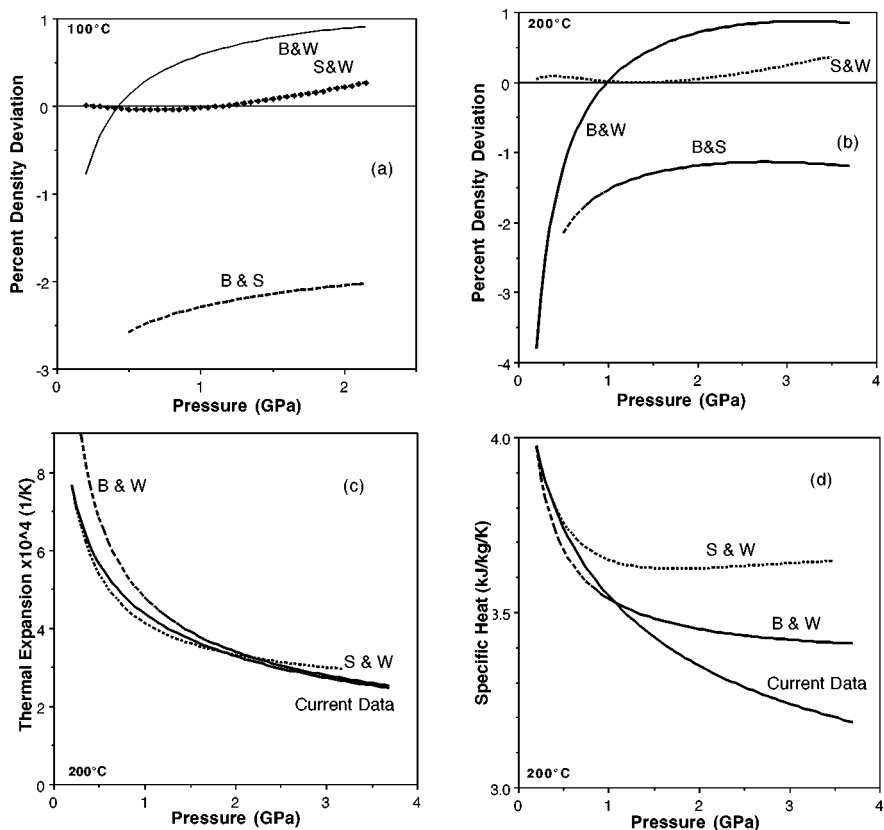 100°C
1
0
-1
-2
-3
B&W
S&W
(a)
B & S
0
1
2
Percent Density Deviation
Pressure (GPa)
200°C
1
0
-1
-2
-3
-4
S&W
B&W
B&S
(b)
0
1
2
3
4
Percent Density Deviation
Pressure (GPa)
8
6
4
2
0
B & W
(c)
S & W
Current Data
200°C
0
1
2
3
4
Thermal Expansion x10^4 (1/K)
Pressure (GPa)
4.0
3.5
3.0
(d)
S & W
B & W
Current Data
200°C
0
1
2
3
4
Specific Heat (kJ/kg/K)
Pressure (GPa)